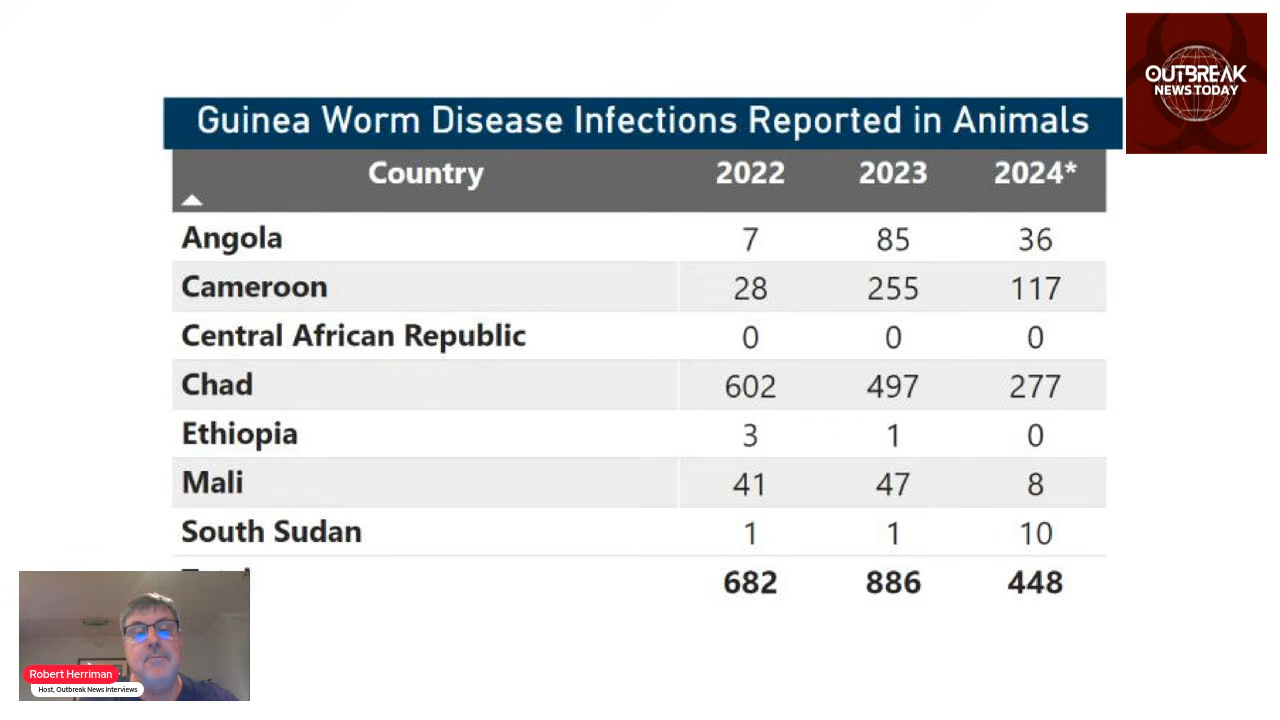 OUTBREAK
NEWS.TODAY
Guinea Worm Disease Infections Reported in Animals
Country 2022 2023 2024*
Angola 7 85 36
Cameroon 28 255 117
Central African Republic 0 0 0
Chad 602 497 277
Ethiopia 3 1 0
Mali 41 47 8
South Sudan 1 1 10
682 886 448
Robert Herriman
Host, Outbreak News Interviews